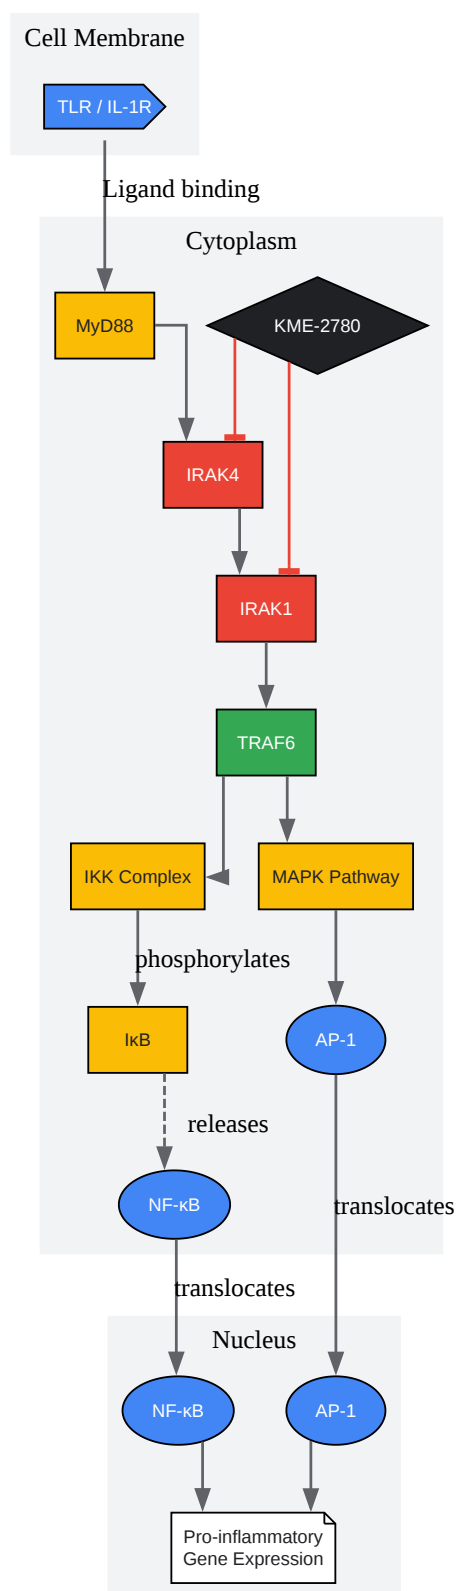 Cell Membrane
TLR / IL-1R
Ligand binding
Cytoplasm
MyD88
KME-2780
IRAK4
IRAK1
TRAF6
IKK Complex
MAPK Pathway
phosphorylates
IκB
AP-1
releases
NF-κB
translocates
translocates
Nucleus
NF-κB
AP-1
Pro-inflammatory
Gene Expression